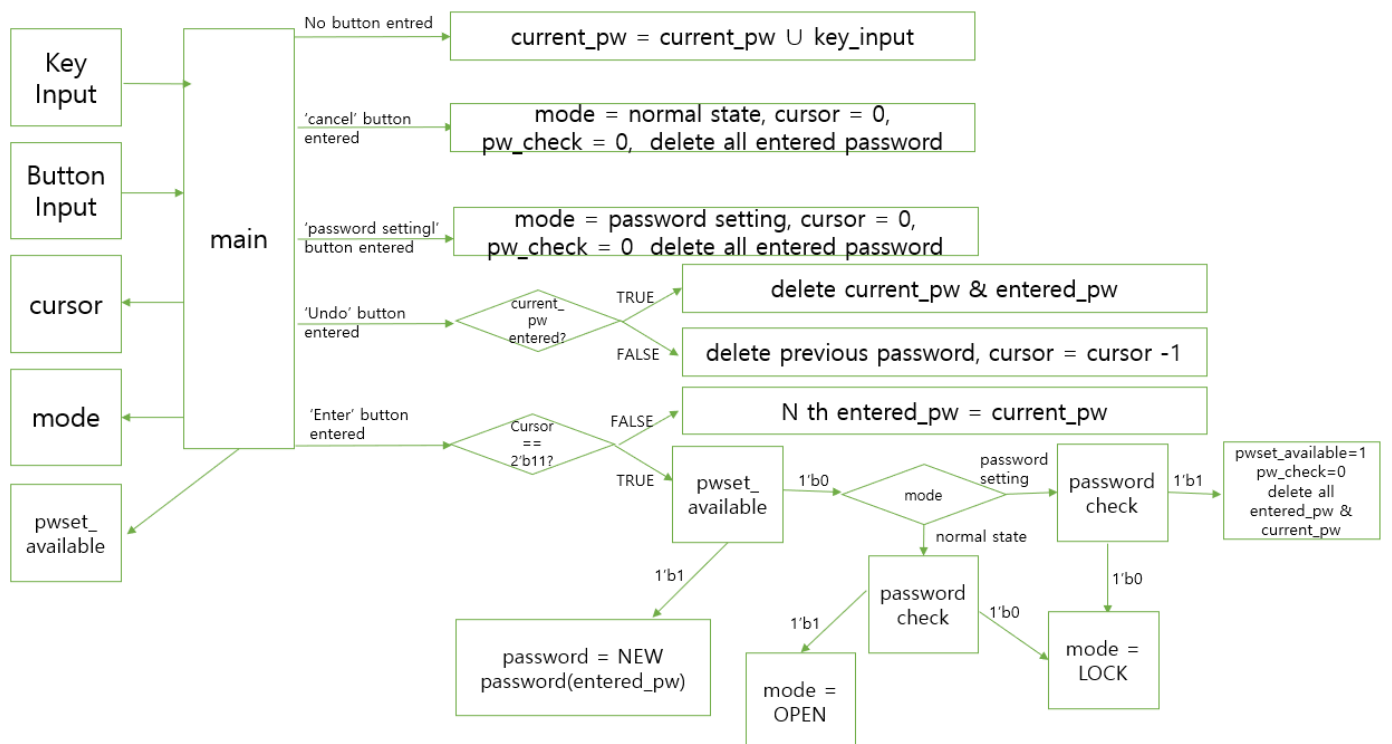 Key
Input
Button
Input
cursor
mode
pwset_
available
main
No button entred
current_pw = current_pw ∪ key_input
'cancel' button
entered
mode = normal state, cursor = 0,
pw_check = 0,  delete all entered password
'password settingl'
button entered
mode = password setting, cursor = 0,
pw_check = 0  delete all entered password
'Undo' button
entered
current_
pw
entered?
TRUE
delete current_pw & entered_pw
FALSE
delete previous password, cursor = cursor -1
'Enter' button
entered
Cursor
==
2'b11?
FALSE
N th entered_pw = current_pw
TRUE
pwset_
available
1'b0
mode
password
setting
password
check
1'b1
pwset_available=1
pw_check=0
delete all
entered_pw &
current_pw
normal state
1'b1
password = NEW
password(entered_pw)
password
check
1'b1
mode =
OPEN
1'b0
1'b0
mode =
LOCK